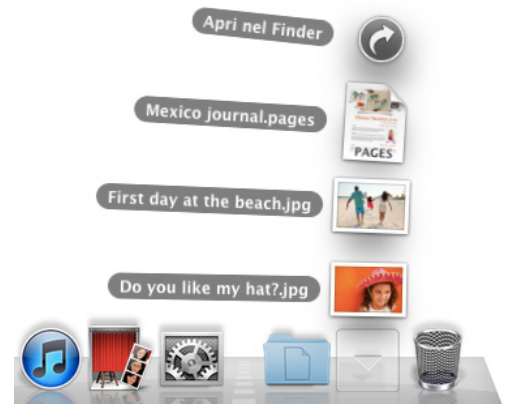 Apri nel Finder
Mexico journal.pages
PAGES
First day at the beach.jpg
Do you like my hat?.jpg